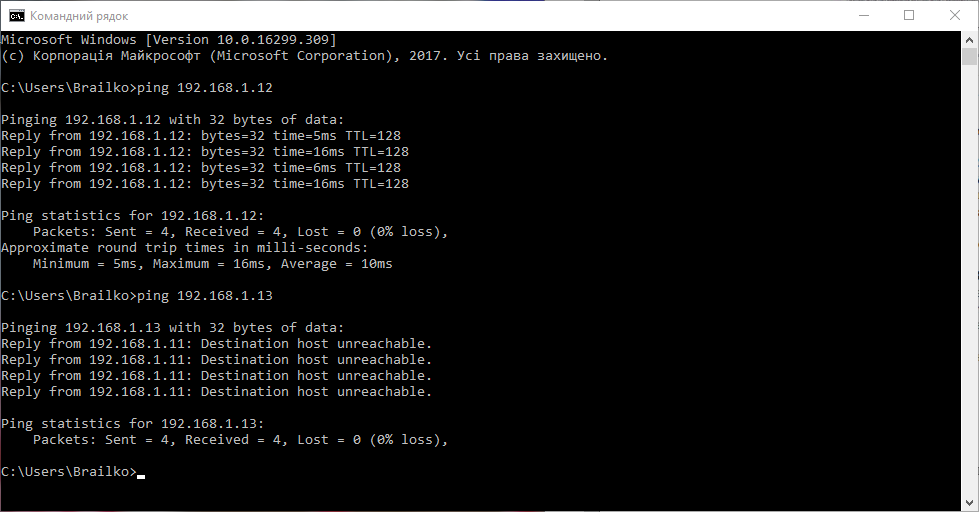 Командний рядок
Microsoft Windows [Version 10.0.16299.309]
(c) Корпорація Майкрософт (Microsoft Corporation), 2017. Усі права захищено.
C:\Users\Brailko>ping 192.168.1.12
Pinging 192.168.1.12 with 32 bytes of data:
Reply from 192.168.1.12: bytes=32 time=5ms TTL=128
Reply from 192.168.1.12: bytes=32 time=16ms TTL=128
Reply from 192.168.1.12: bytes=32 time=6ms TTL=128
Reply from 192.168.1.12: bytes=32 time=16ms TTL=128
Ping statistics for 192.168.1.12:
    Packets: Sent = 4, Received = 4, Lost = 0 (0% loss),
Approximate round trip times in milli-seconds:
    Minimum = 5ms, Maximum = 16ms, Average = 10ms
C:\Users\Brailko>ping 192.168.1.13
Pinging 192.168.1.13 with 32 bytes of data:
Reply from 192.168.1.11: Destination host unreachable.
Reply from 192.168.1.11: Destination host unreachable.
Reply from 192.168.1.11: Destination host unreachable.
Reply from 192.168.1.11: Destination host unreachable.
Ping statistics for 192.168.1.13:
    Packets: Sent = 4, Received = 4, Lost = 0 (0% loss),
C:\Users\Brailko>